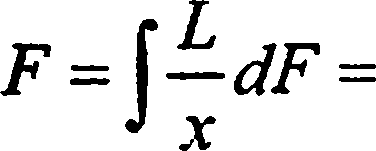 F = ∫ L/x dF =